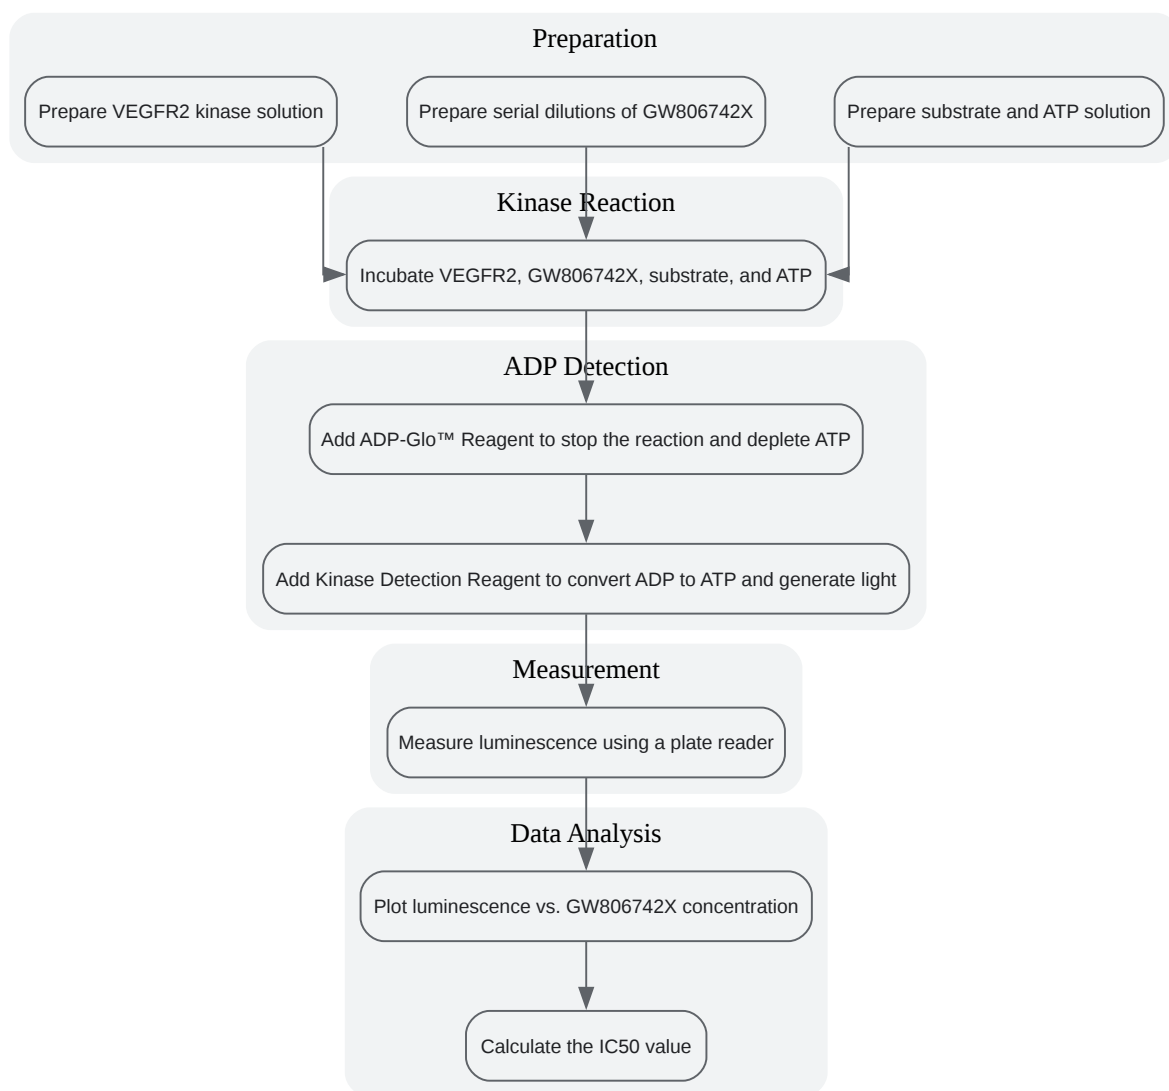 Preparation
Prepare VEGFR2 kinase solution
Prepare serial dilutions of GW806742X
Prepare substrate and ATP solution
Kinase Reaction
Incubate VEGFR2, GW806742X, substrate, and ATP
ADP Detection
Add ADP-Glo™ Reagent to stop the reaction and deplete ATP
Add Kinase Detection Reagent to convert ADP to ATP and generate light
Measurement
Measure luminescence using a plate reader
Data Analysis
Plot luminescence vs. GW806742X concentration
Calculate the IC50 value